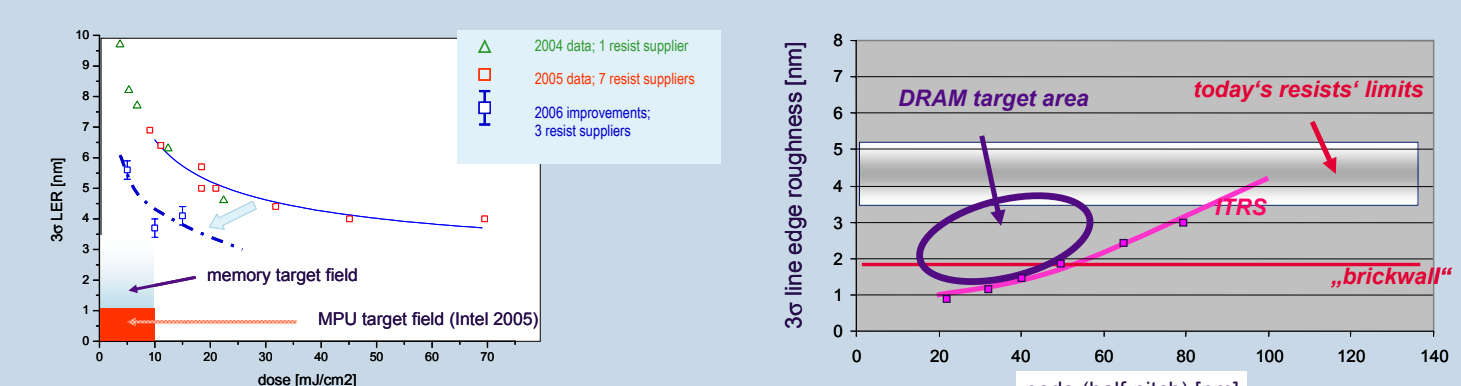 10
9
8
7
6
5
4
3
2
1
0
3σ LER [nm]
0 10 20 30 40 50 60 70
dose [mJ/cm2]
2004 data; 1 resist supplier
2005 data; 7 resist suppliers
2006 improvements;
3 resist suppliers
memory target field
MPU target field (Intel 2005)
8
7
6
5
4
3
2
1
0
3σ line edge roughness [nm]
DRAM target area
today's resists' limits
ITRS
„brickwall“
0 20 40 60 80 100 120 140
node (half pitch) [nm]